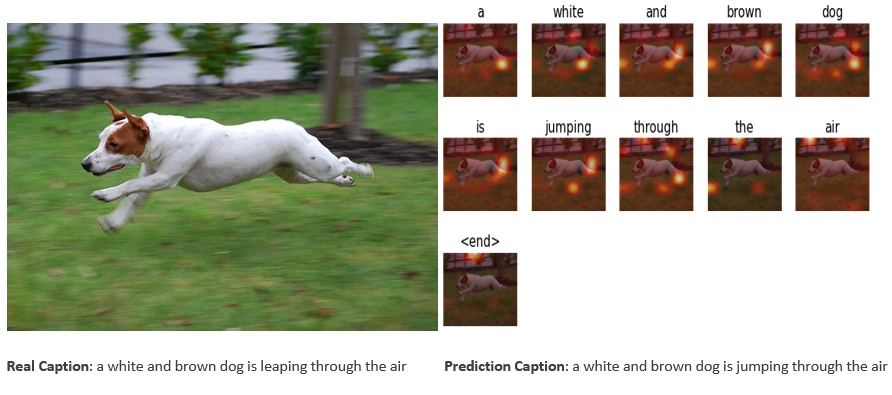 a white and brown dog
is jumping through the air
<end>
Real Caption: a white and brown dog is leaping through the air
Prediction Caption: a white and brown dog is jumping through the air